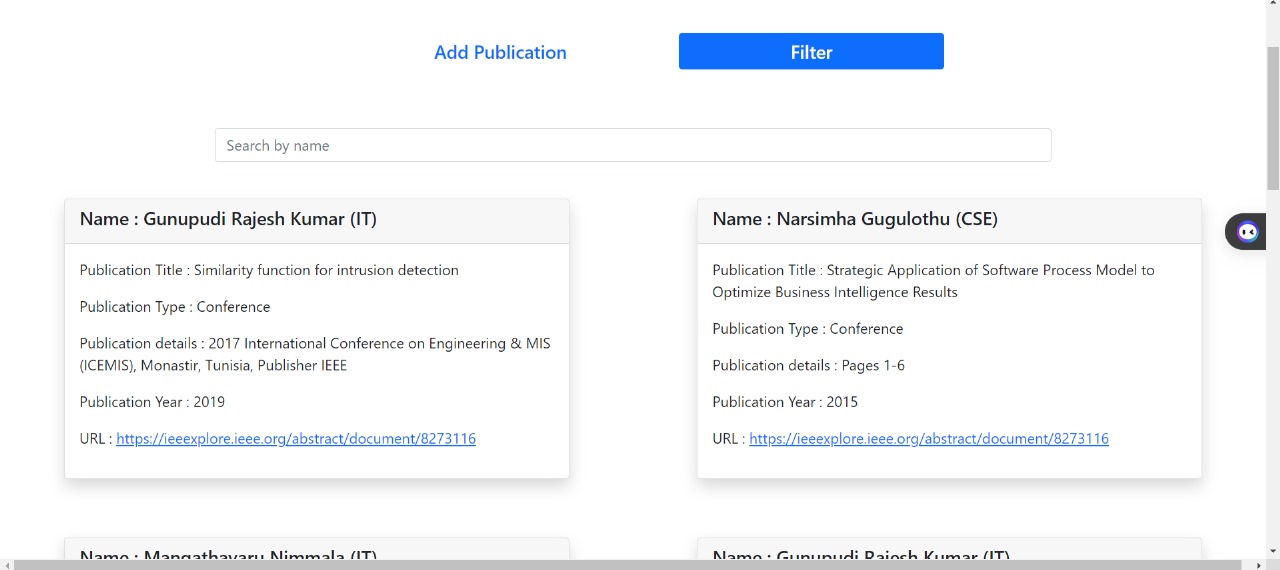 Add Publication
Filter
Search by name
Name : Gunupudi Rajesh Kumar (IT)
Publication Title : Similarity function for intrusion detection
Publication Type : Conference
Publication details : 2017 International Conference on Engineering & MIS
(ICEMIS), Monastir, Tunisia, Publisher IEEE
Publication Year : 2019
URL : https://ieeexplore.ieee.org/abstract/document/8273116
Name : Narsimha Gugulothu (CSE)
Publication Title : Strategic Application of Software Process Model to
Optimize Business Intelligence Results
Publication Type : Conference
Publication details : Pages 1-6
Publication Year : 2015
URL : https://ieeexplore.ieee.org/abstract/document/8273116
Name : Mangathayaru Nimmala (IT)
Name : Gunupudi Rajesh Kumar (IT)